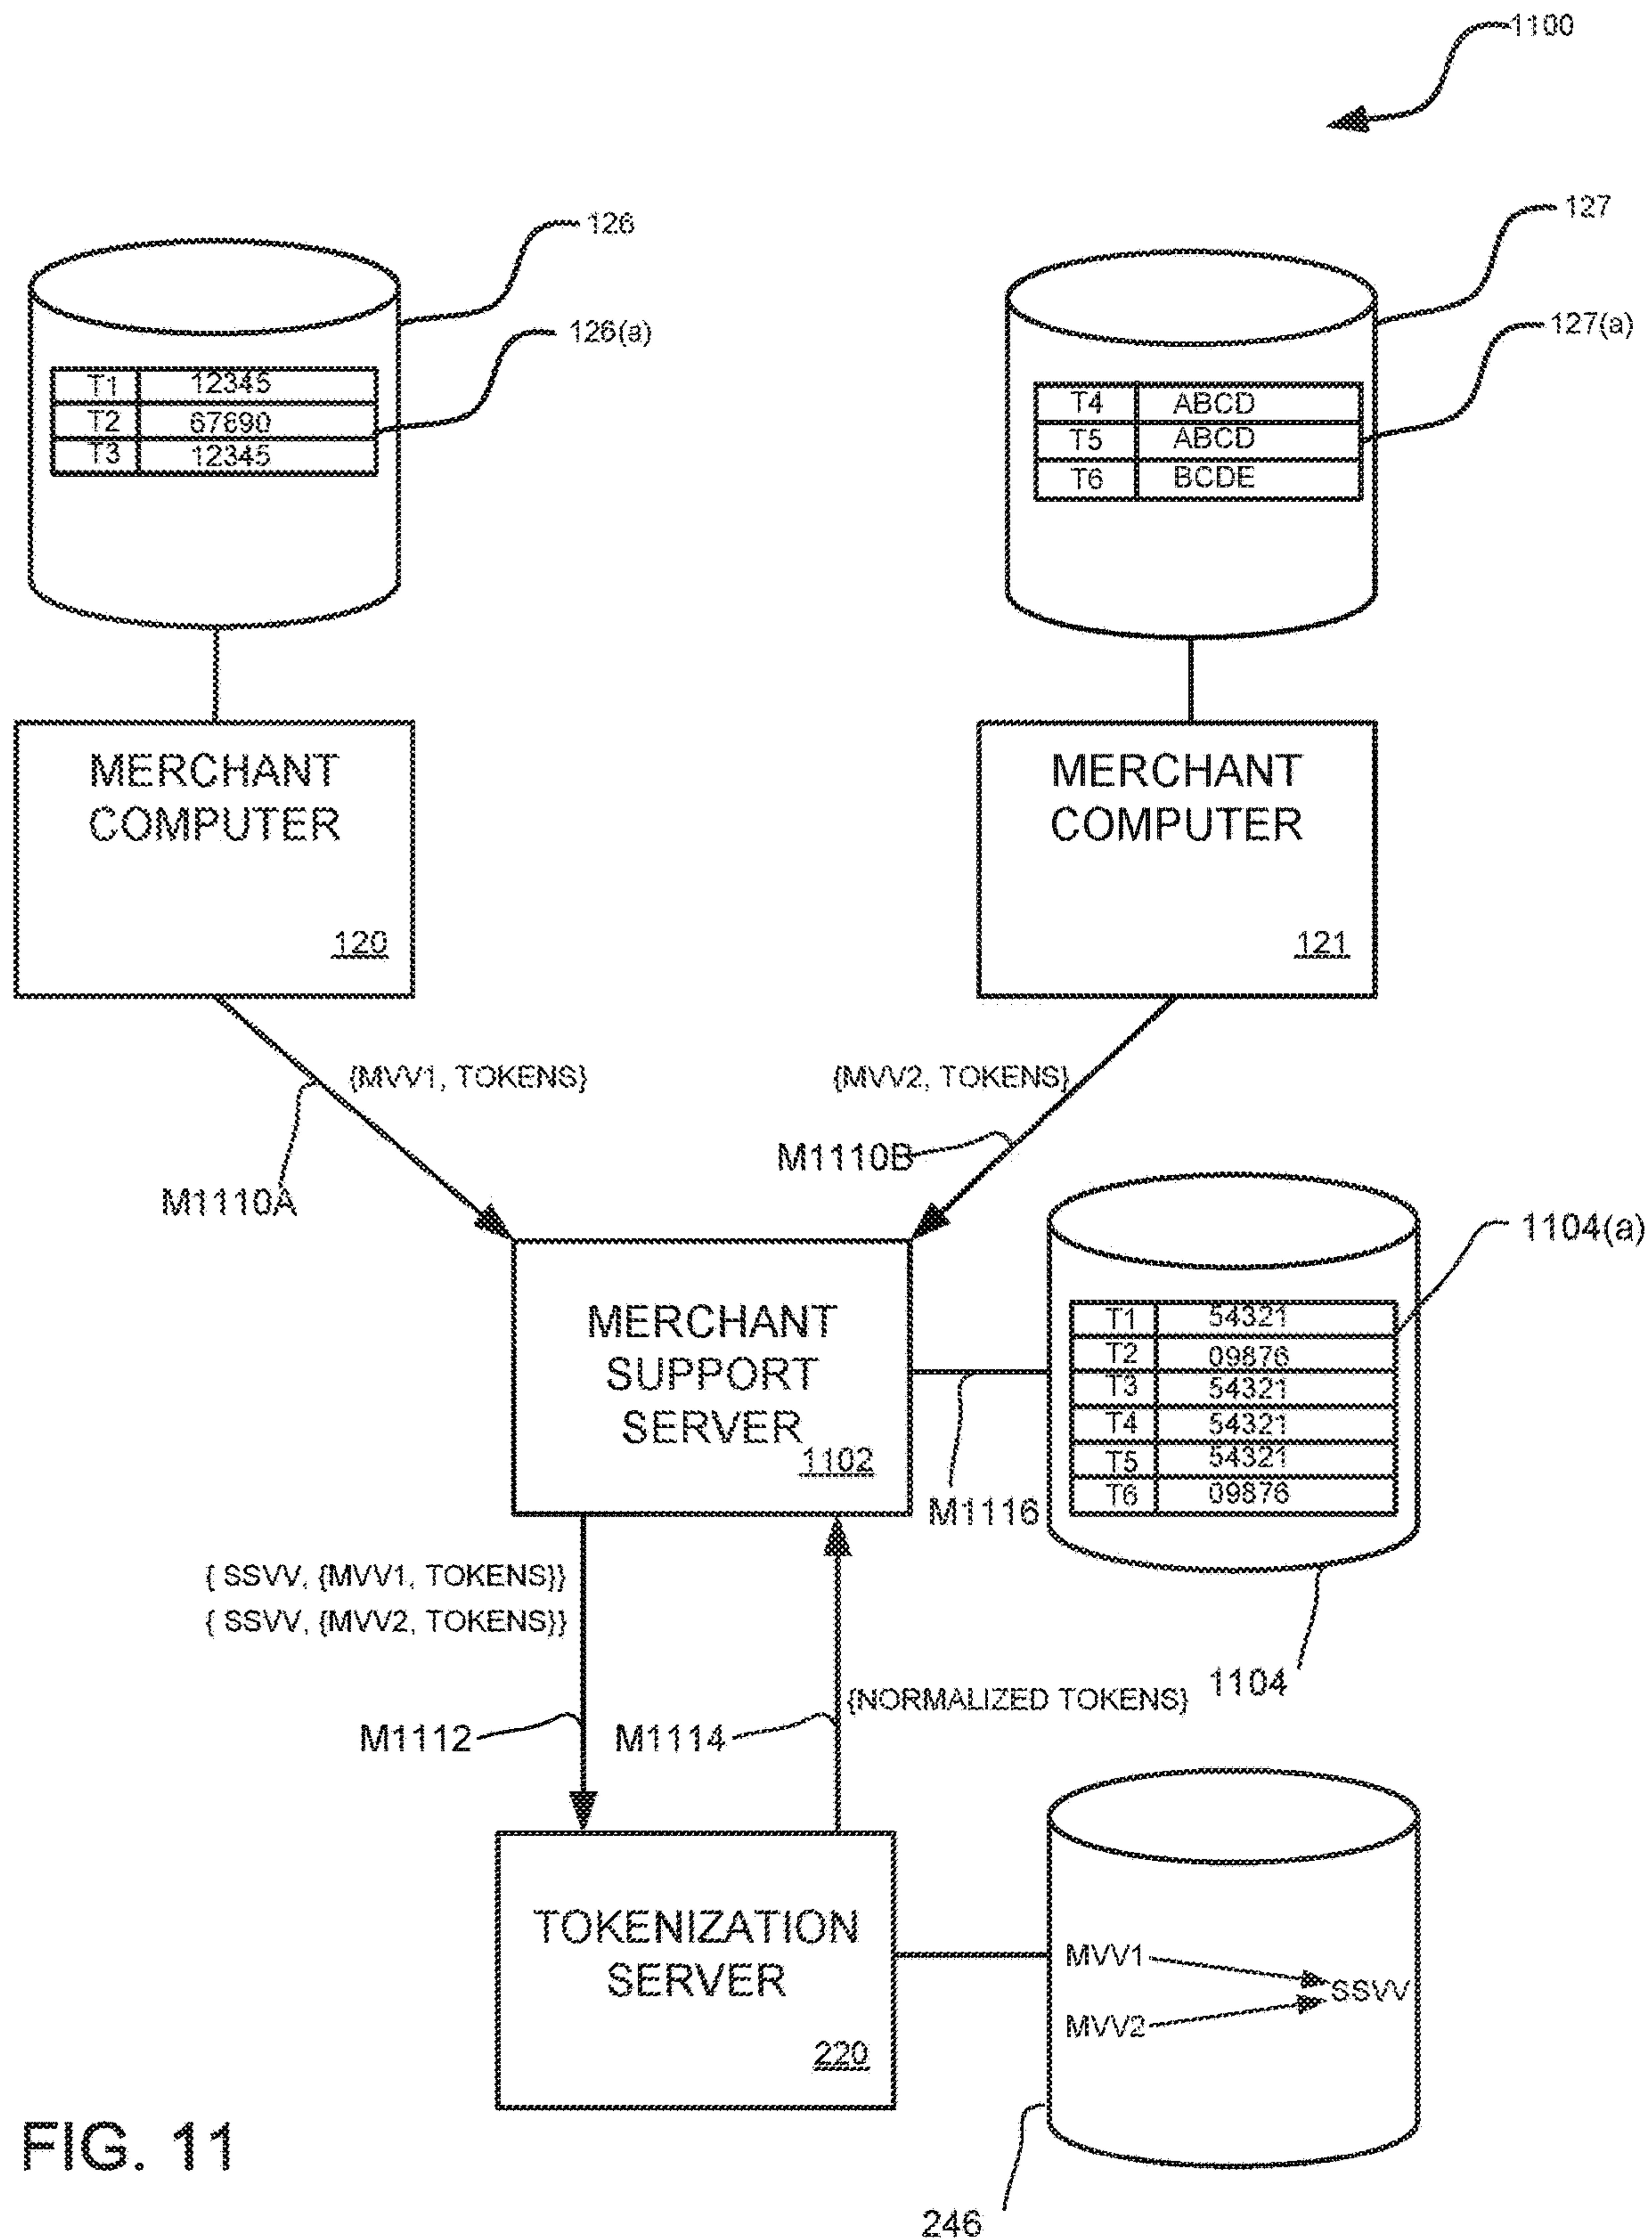 1100
126
127
126(a)
127(a)
T1 12345
T2 67890
T3 12345
T4 ABCD
T5 ABCD
T6 BCDE
MERCHANT
COMPUTER
120
MERCHANT
COMPUTER
121
{MVV1, TOKENS}
{MVV2, TOKENS}
M1110A
M1110B
MERCHANT
SUPPORT
SERVER
1102
1104(a)
T1 54321
T2 09876
T3 54321
T4 54321
T5 54321
T6 09876
M1116
{ SSVV, {MVV1, TOKENS}}
{ SSVV, {MVV2, TOKENS}}
1104
{NORMALIZED TOKENS}
M1112
M1114
TOKENIZATION
SERVER
220
MVV1
SSVV
MVV2
246
FIG. 11